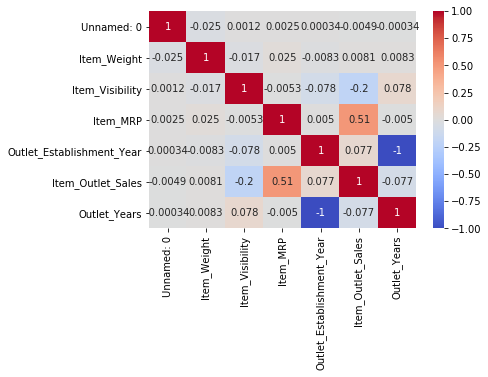 Unnamed: 0 1 -0.025 0.0012 0.0025 0.00034 -0.0049 -0.00034 1.00
Item_Weight -0.025 1 -0.017 0.025 -0.0083 0.0081 0.0083 0.75
Item_Visibility 0.0012 -0.017 1 -0.0053 -0.078 -0.2 0.078 0.50
0.25
Item_MRP 0.0025 0.025 -0.0053 1 0.005 0.51 -0.005 0.00
Outlet_Establishment_Year 0.00034 -0.0083 -0.078 0.005 1 0.077 -1 −0.25
Item_Outlet_Sales -0.0049 0.0081 -0.2 0.51 0.077 1 -0.077 −0.50
Outlet_Years -0.00034 0.0083 0.078 -0.005 -1 -0.077 1 −0.75
−1.00
Unnamed: 0
Item_Weight
Item_Visibility
Item_MRP
Outlet_Establishment_Year
Item_Outlet_Sales
Outlet_Years